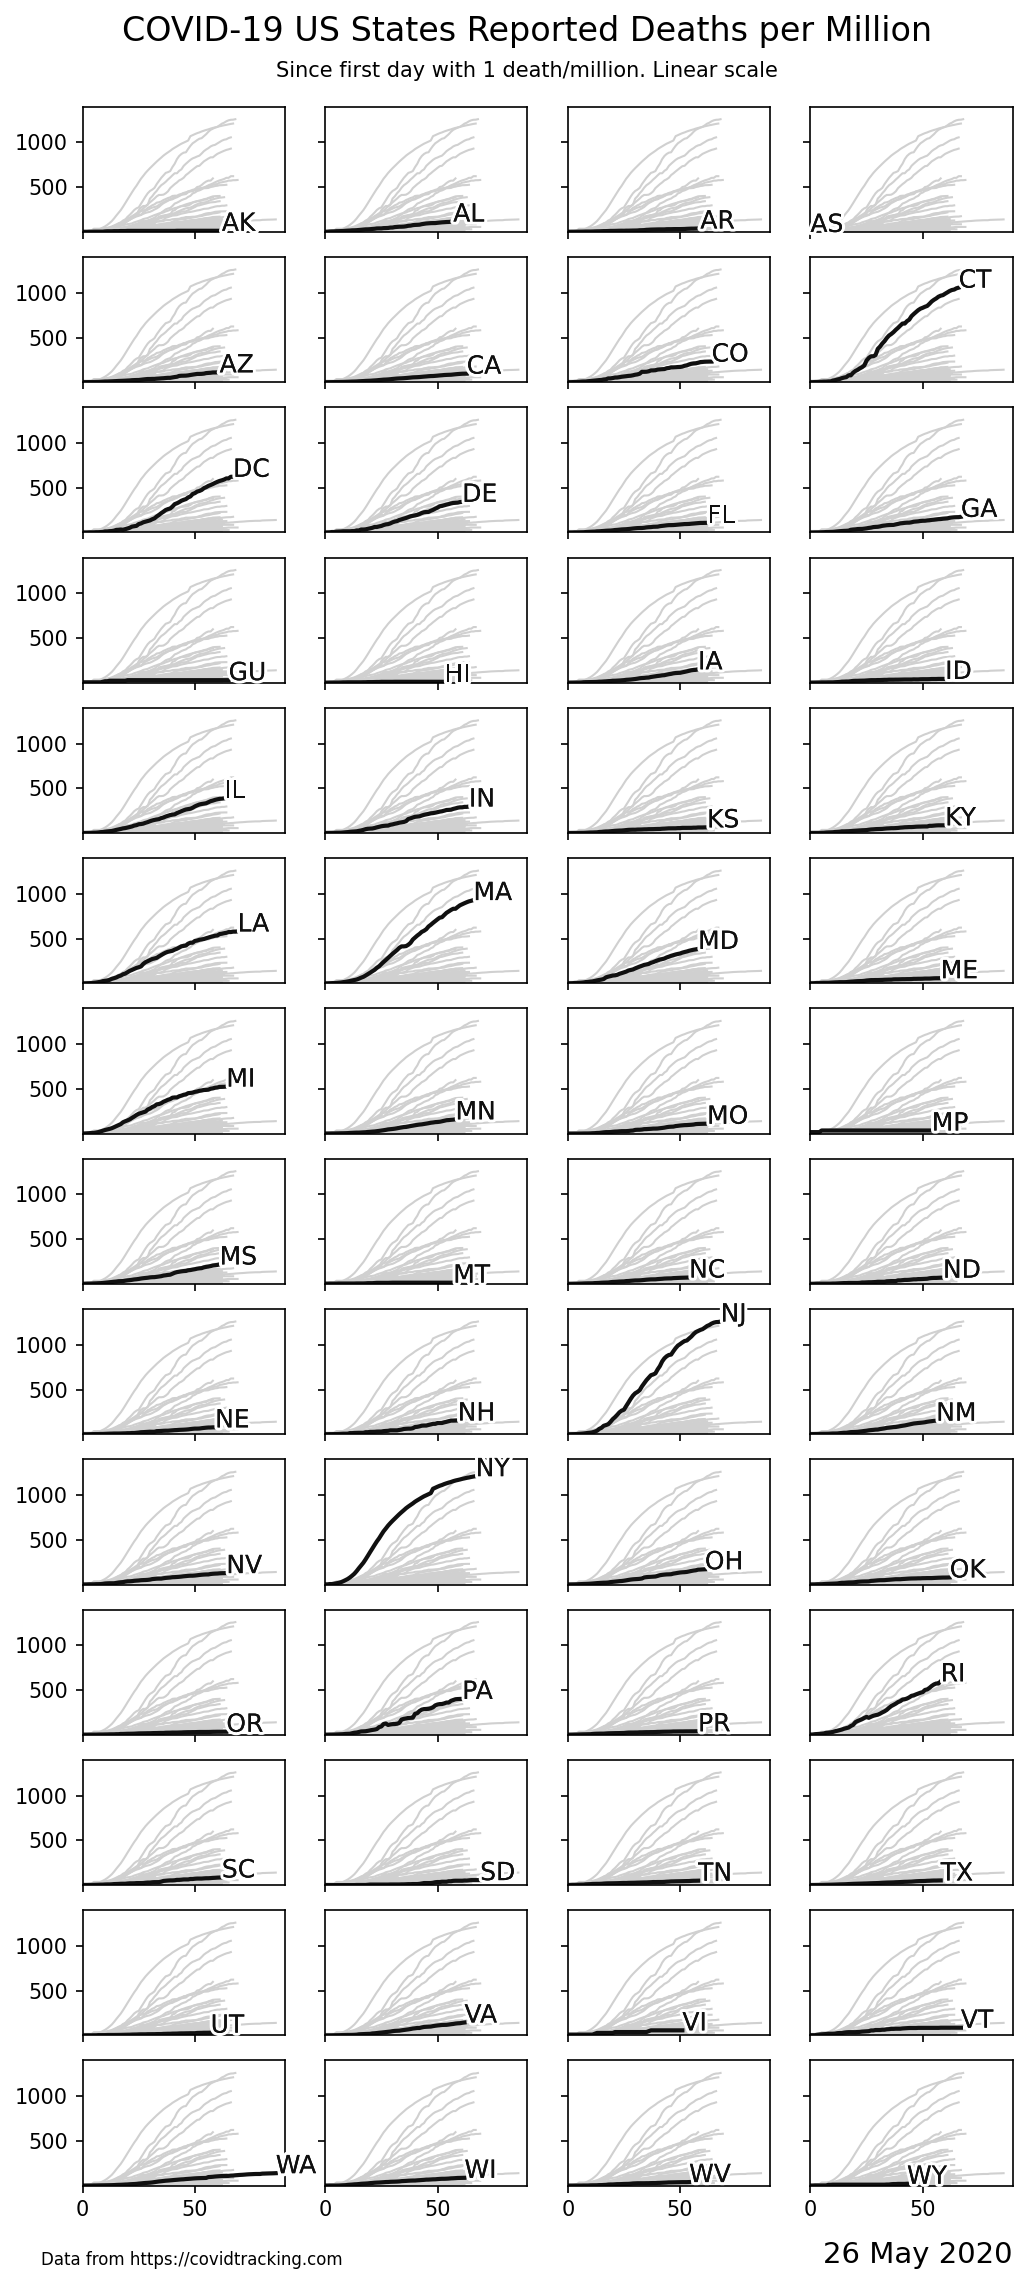 COVID-19 US States Reported Deaths per Million
Since first day with 1 death/million. Linear scale
1000
500
AK AL AR AS
1000
500
AZ CA CO CT
1000
500
DC DE FL GA
1000
500
GU HI IA ID
1000
500
IL IN KS KY
1000
500
LA MA MD ME
1000
500
MI MN MO MP
1000
500
MS MT NC ND
1000
500
NE NH NJ NM
1000
500
NV NY OH OK
1000
500
OR PA PR RI
1000
500
SC SD TN TX
1000
500
UT VA VI VT
1000
500
WA WI WV WY
0 50 0 50 0 50 0 50
Data from https://covidtracking.com
26 May 2020